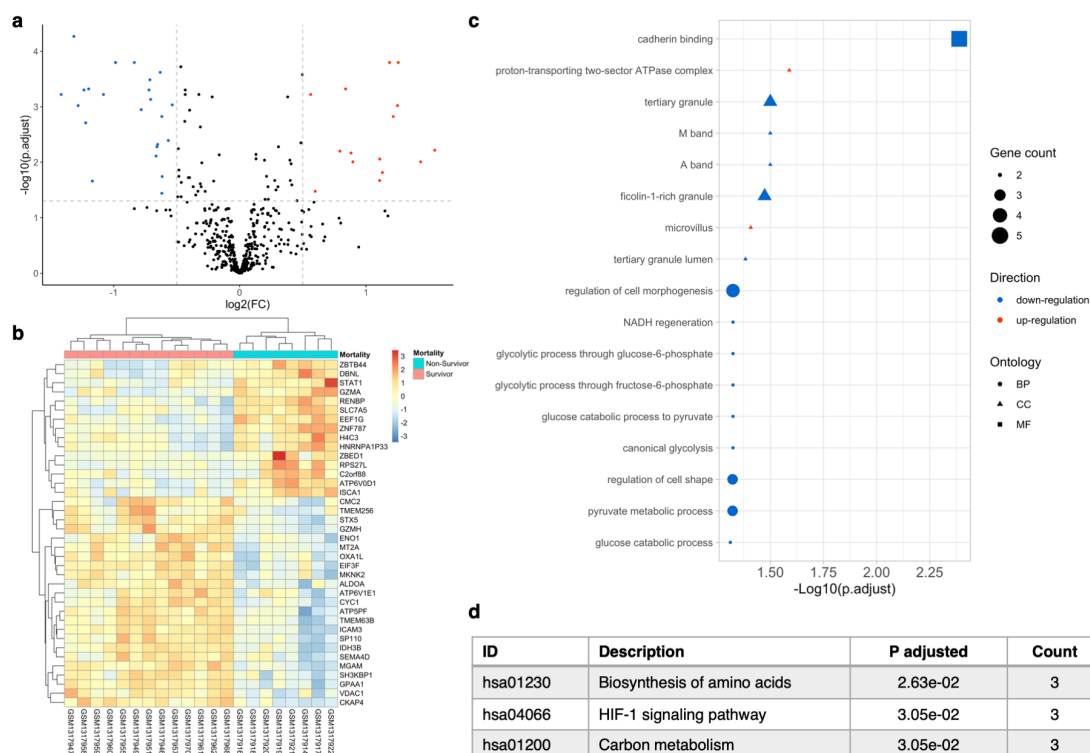 a
4
3
2
1
0
-log10(p.adjust)
-1
0
1
log2(FC)
b
Mortality
ZBTB44
DBNL
STAT1
GZMA
RENBP
SLC7A5
EEF1G
ZNF787
H4C3
HNRNPA1P33
ZBED1
RPS27L
C2orf88
ATP6V0D1
ISCA1
CMC2
TMEM256
STX5
GZMH
ENO1
MT2A
OXA1L
EIF3F
MKNK2
ALDOA
ATP6V1E1
CYC1
ATP5PF
TMEM63B
ICAM3
SP110
IDH3B
SEMA4D
MGAM
SH3KBP1
GPAA1
VDAC1
CKAP4
3
2
1
0
-1
-2
-3
Mortality
Non-Survivor
Survivor
c
cadherin binding
proton-transporting two-sector ATPase complex
tertiary granule
M band
A band
ficolin-1-rich granule
microvillus
tertiary granule lumen
regulation of cell morphogenesis
NADH regeneration
glycolytic process through glucose-6-phosphate
glycolytic process through fructose-6-phosphate
glucose catabolic process to pyruvate
canonical glycolysis
regulation of cell shape
pyruvate metabolic process
glucose catabolic process
1.50 1.75 2.00 2.25
-Log10(p.adjust)
Gene count
2
3
4
5
Direction
down-regulation
up-regulation
Ontology
BP
CC
MF
d
ID Description P adjusted Count
hsa01230 Biosynthesis of amino acids 2.63e-02 3
hsa04066 HIF-1 signaling pathway 3.05e-02 3
hsa01200 Carbon metabolism 3.05e-02 3